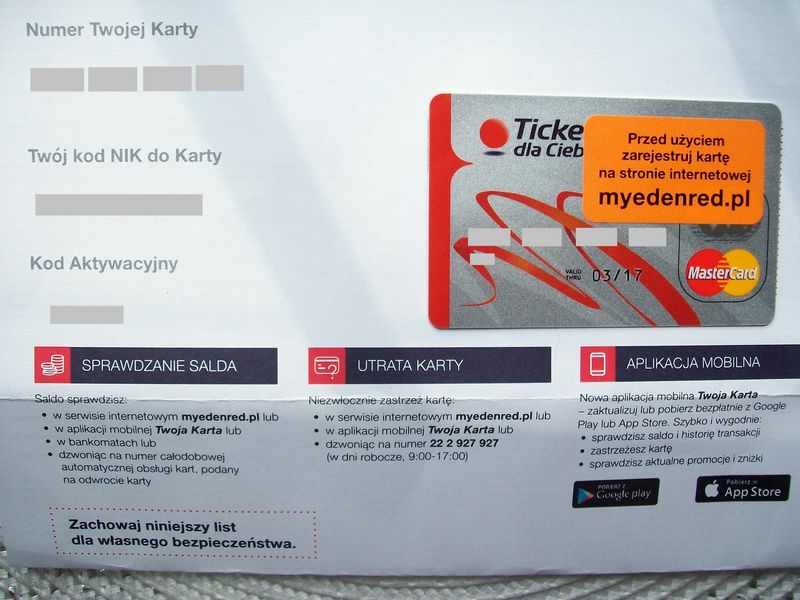 Numer Twojej Karty
Twój kod NIK do Karty
Kod Aktywacyjny
Ticke
dla Cieb
Przed użyciem
zarejestruj kartę
na stronie internetowej
myedenred.pl
VALID
THRU
03/17
MasterCard
SPRAWDZANIE SALDA
Saldo sprawdzisz:
• w serwisie internetowym myedenred.pl lub
• w aplikacji mobilnej Twoja Karta lub
• w bankomatach lub
• dzwoniąc na numer całodobowej
automatycznej obsługi kart, podany
na odwrocie karty
UTRATA KARTY
Niezwłocznie zastrzeż kartę:
• w serwisie internetowym myedenred.pl lub
• w aplikacji mobilnej Twoja Karta lub
• dzwoniąc na numer 22 2 927 927
(w dni robocze, 9:00-17:00)
APLIKACJA MOBILNA
Nowa aplikacja mobilna Twoja Karta
– zaktualizuj lub pobierz bezpłatnie z Google
Play lub App Store. Szybko i wygodnie:
• sprawdzisz saldo i historię transakcji
• zastrzeżesz kartę
• sprawdzisz aktualne promocje i zniżki
POBIERZ Z
Google play
Pobierz w
App Store
Zachowaj niniejszy list
dla własnego bezpieczeństwa.